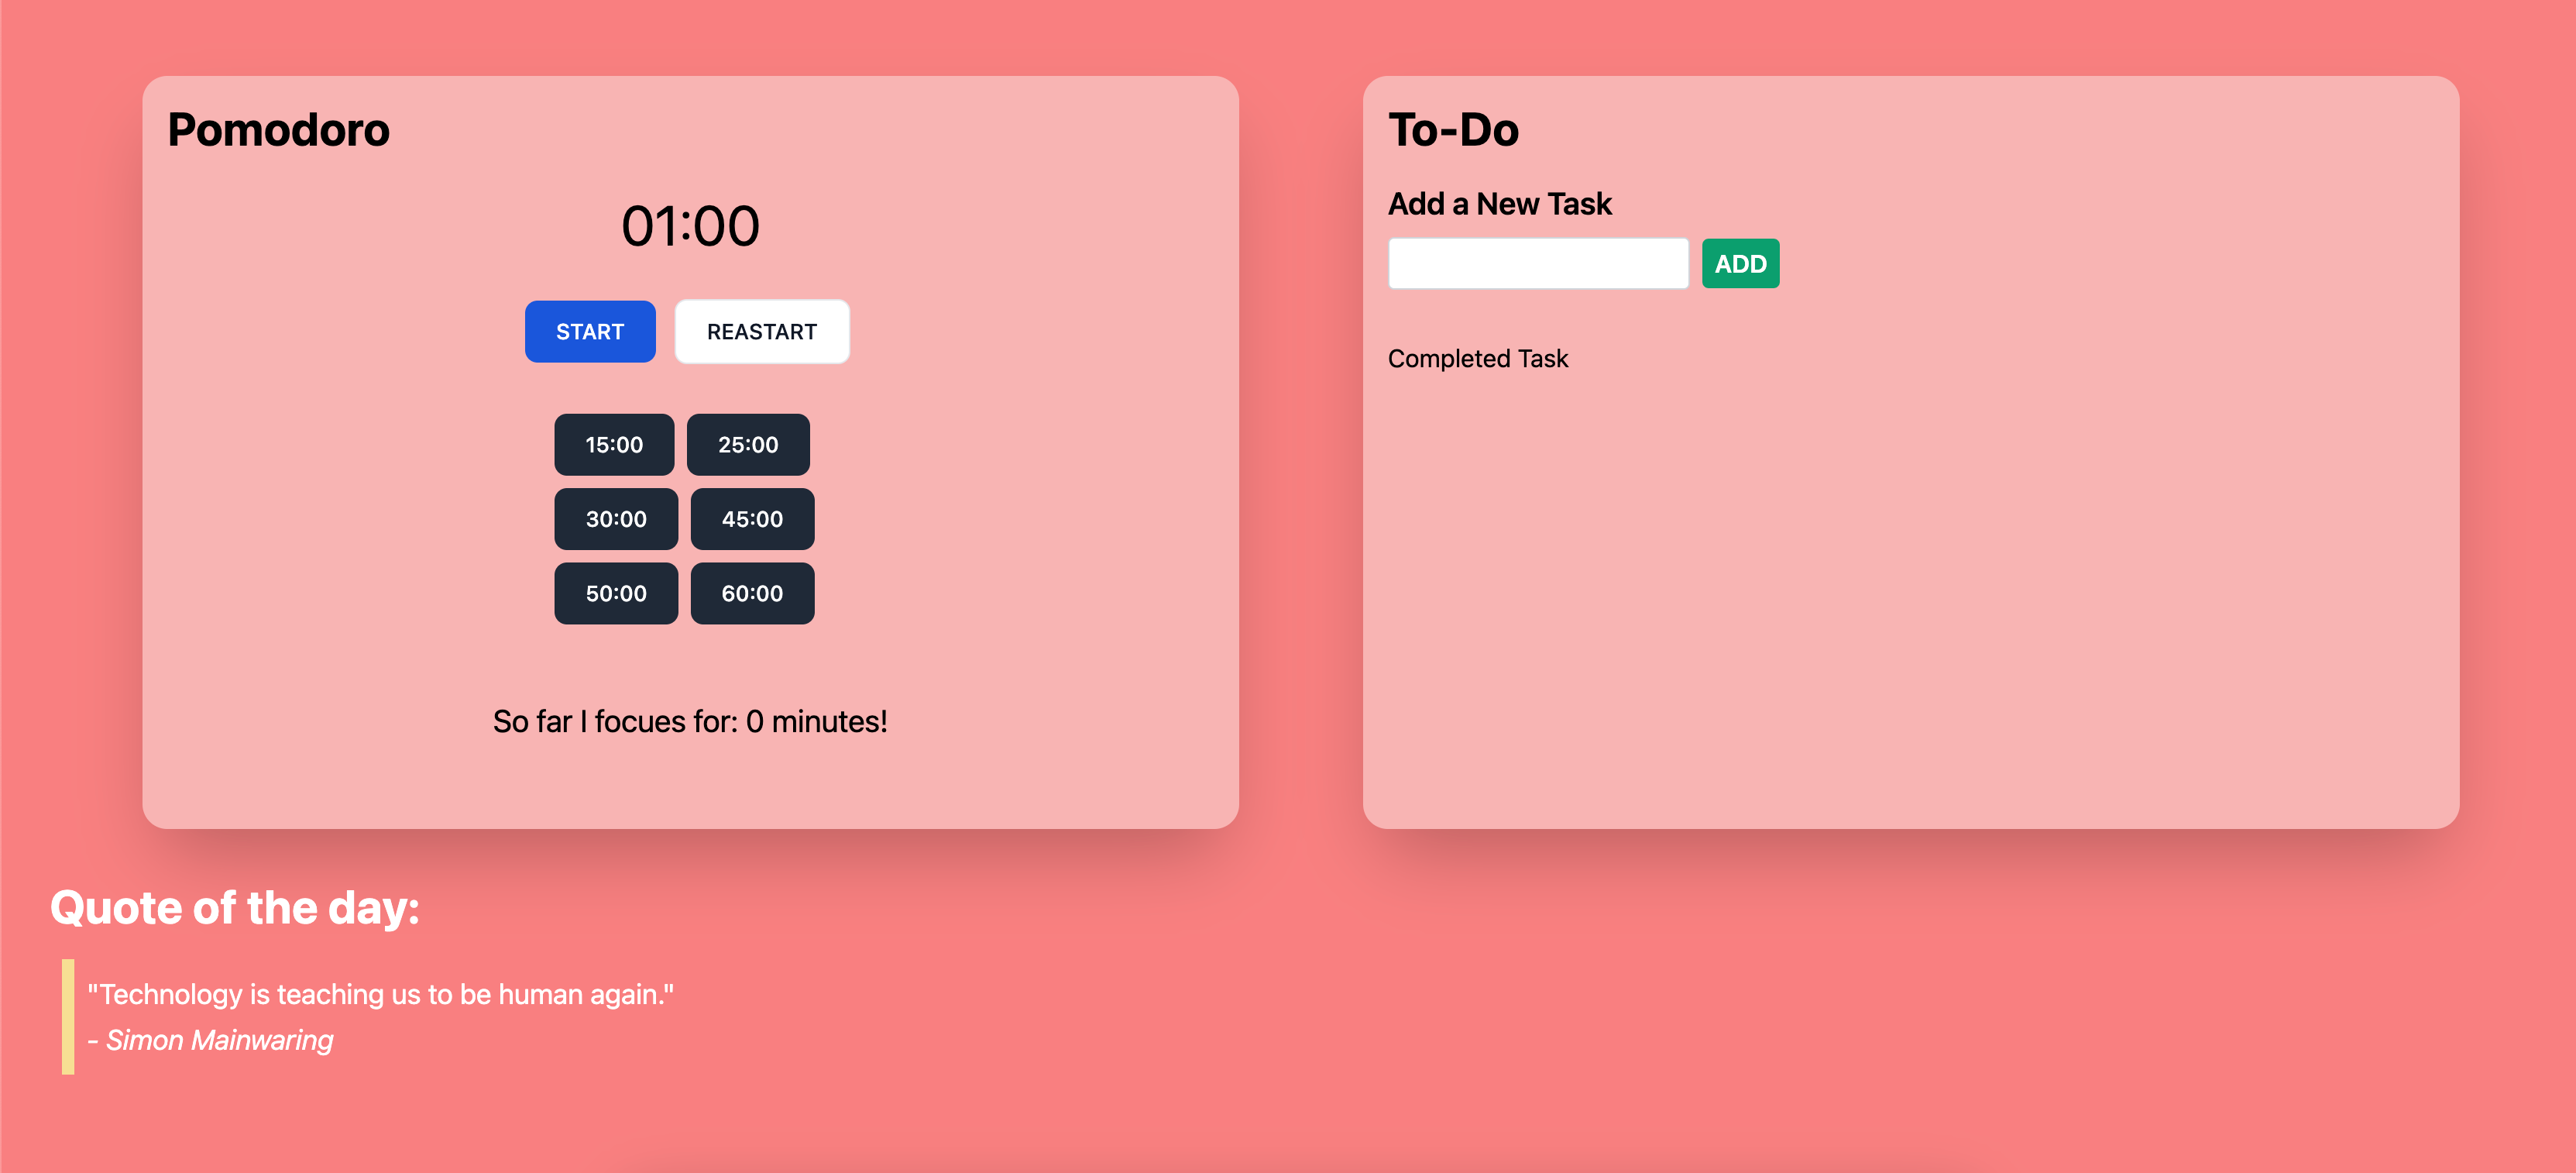 Pomodoro
01:00
START
REASTART
15:00
25:00
30:00
45:00
50:00
60:00
So far I focues for: 0 minutes!
To-Do
Add a New Task
ADD
Completed Task
Quote of the day:
"Technology is teaching us to be human again."
- Simon Mainwaring